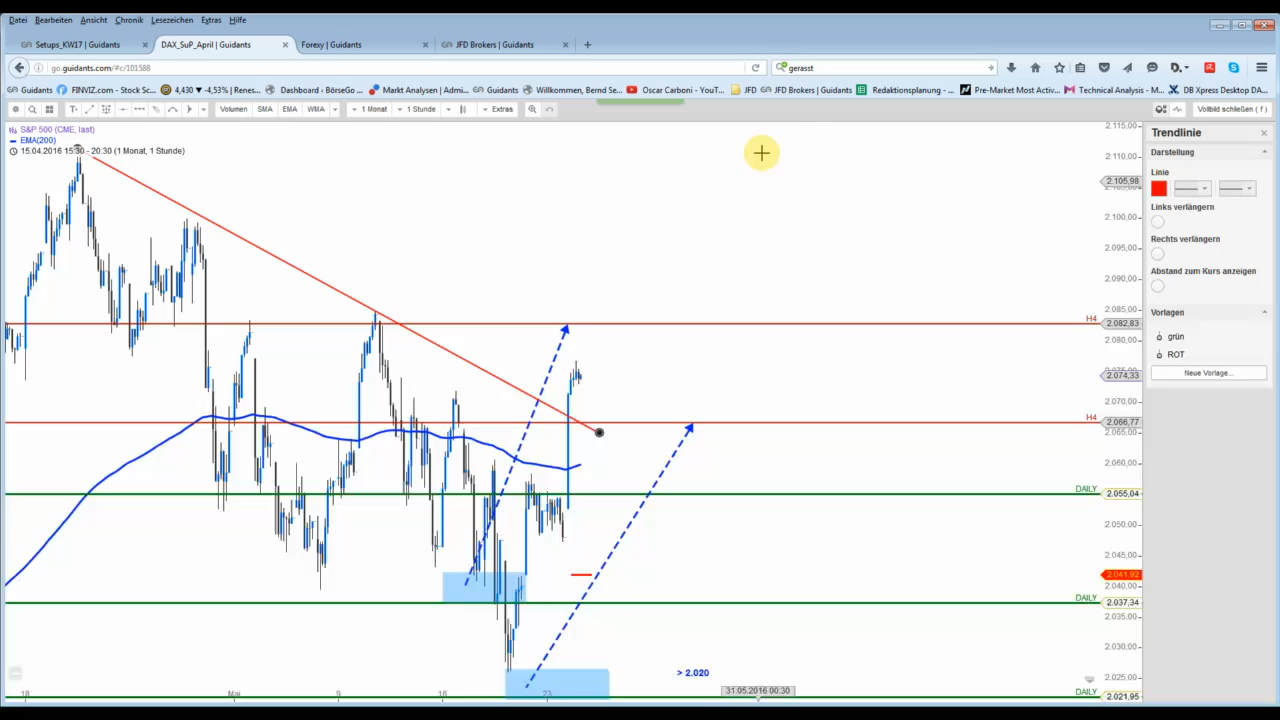 Datei Bearbeiten Ansicht Chronik Lesezeichen Extras Hilfe
Setups_KW17 | Guidants × DAX_SuP_April | Guidants × Forexy | Guidants × JFD Brokers | Guidants × +
go.guidants.com/#c/101588 gerasst
Guidants FINVIZ.com - Stock Sc... 4,430 ▼ -4,53% | Renes... Dashboard - BörseGo ... Markt Analysen | Admi... Guidants Willkommen, Bernd Se... Oscar Carboni - YouT... JFD JFD Brokers | Guidants Redaktionsplanung - ... Pre-Market Most Activ... Technical Analysis - M... DB Xpress Desktop DA...
Volumen SMA EMA WMA 1 Monat 1 Stunde Extras Vollbild schließen ( f )
S&P 500 (CME, last)
EMA(200)
15.04.2016 15:30 - 20:30 (1 Monat, 1 Stunde)
2.115,00
2.110,00
2.105,98
2.100,00
2.095,00
2.090,00
2.085,00
H4 2.082,83
2.080,00
2.074,33
2.070,00
H4 2.066,77
2.065,00
2.060,00
DAILY 2.055,04
2.050,00
2.045,00
2.041,92
2.040,00
DAILY 2.037,34
2.035,00
2.030,00
> 2.020
2.025,00
DAILY 2.021,95
18 Mai 9 16 23 31.05.2016 00:30
Trendlinie ×
Darstellung
Linie
Links verlängern
Rechts verlängern
Abstand zum Kurs anzeigen
Vorlagen
grün
ROT
Neue Vorlage...